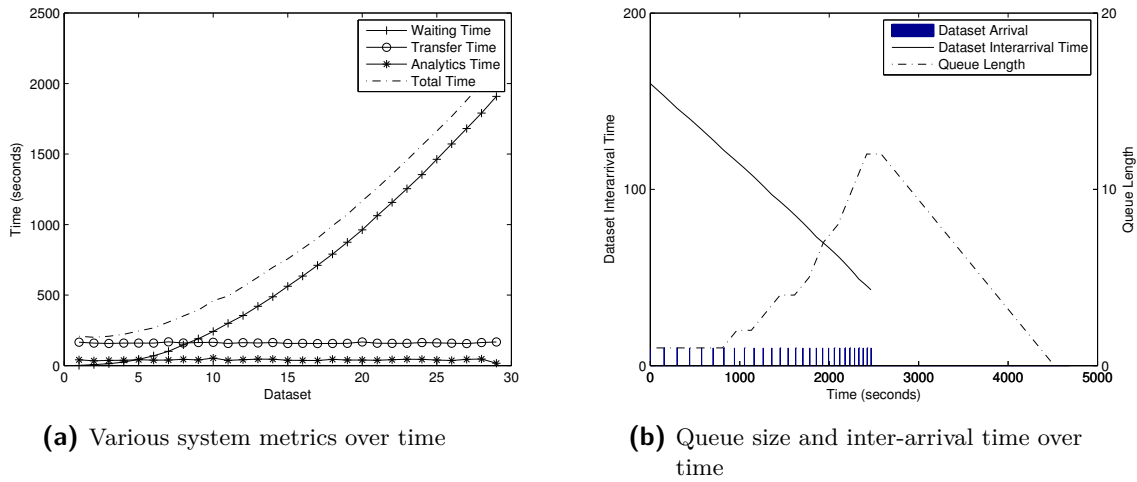 2500
2000
1500
1000
500
0
0 5 10 15 20 25 30
Time (seconds)
Dataset
Waiting Time
Transfer Time
Analytics Time
Total Time
(a) Various system metrics over time
200
100
0
Dataset Interarrival Time
0 1000 2000 3000 4000 5000
Time (seconds)
Dataset Arrival
Dataset Interarrival Time
Queue Length
20
10
0
Queue Length
(b) Queue size and inter-arrival time over
time